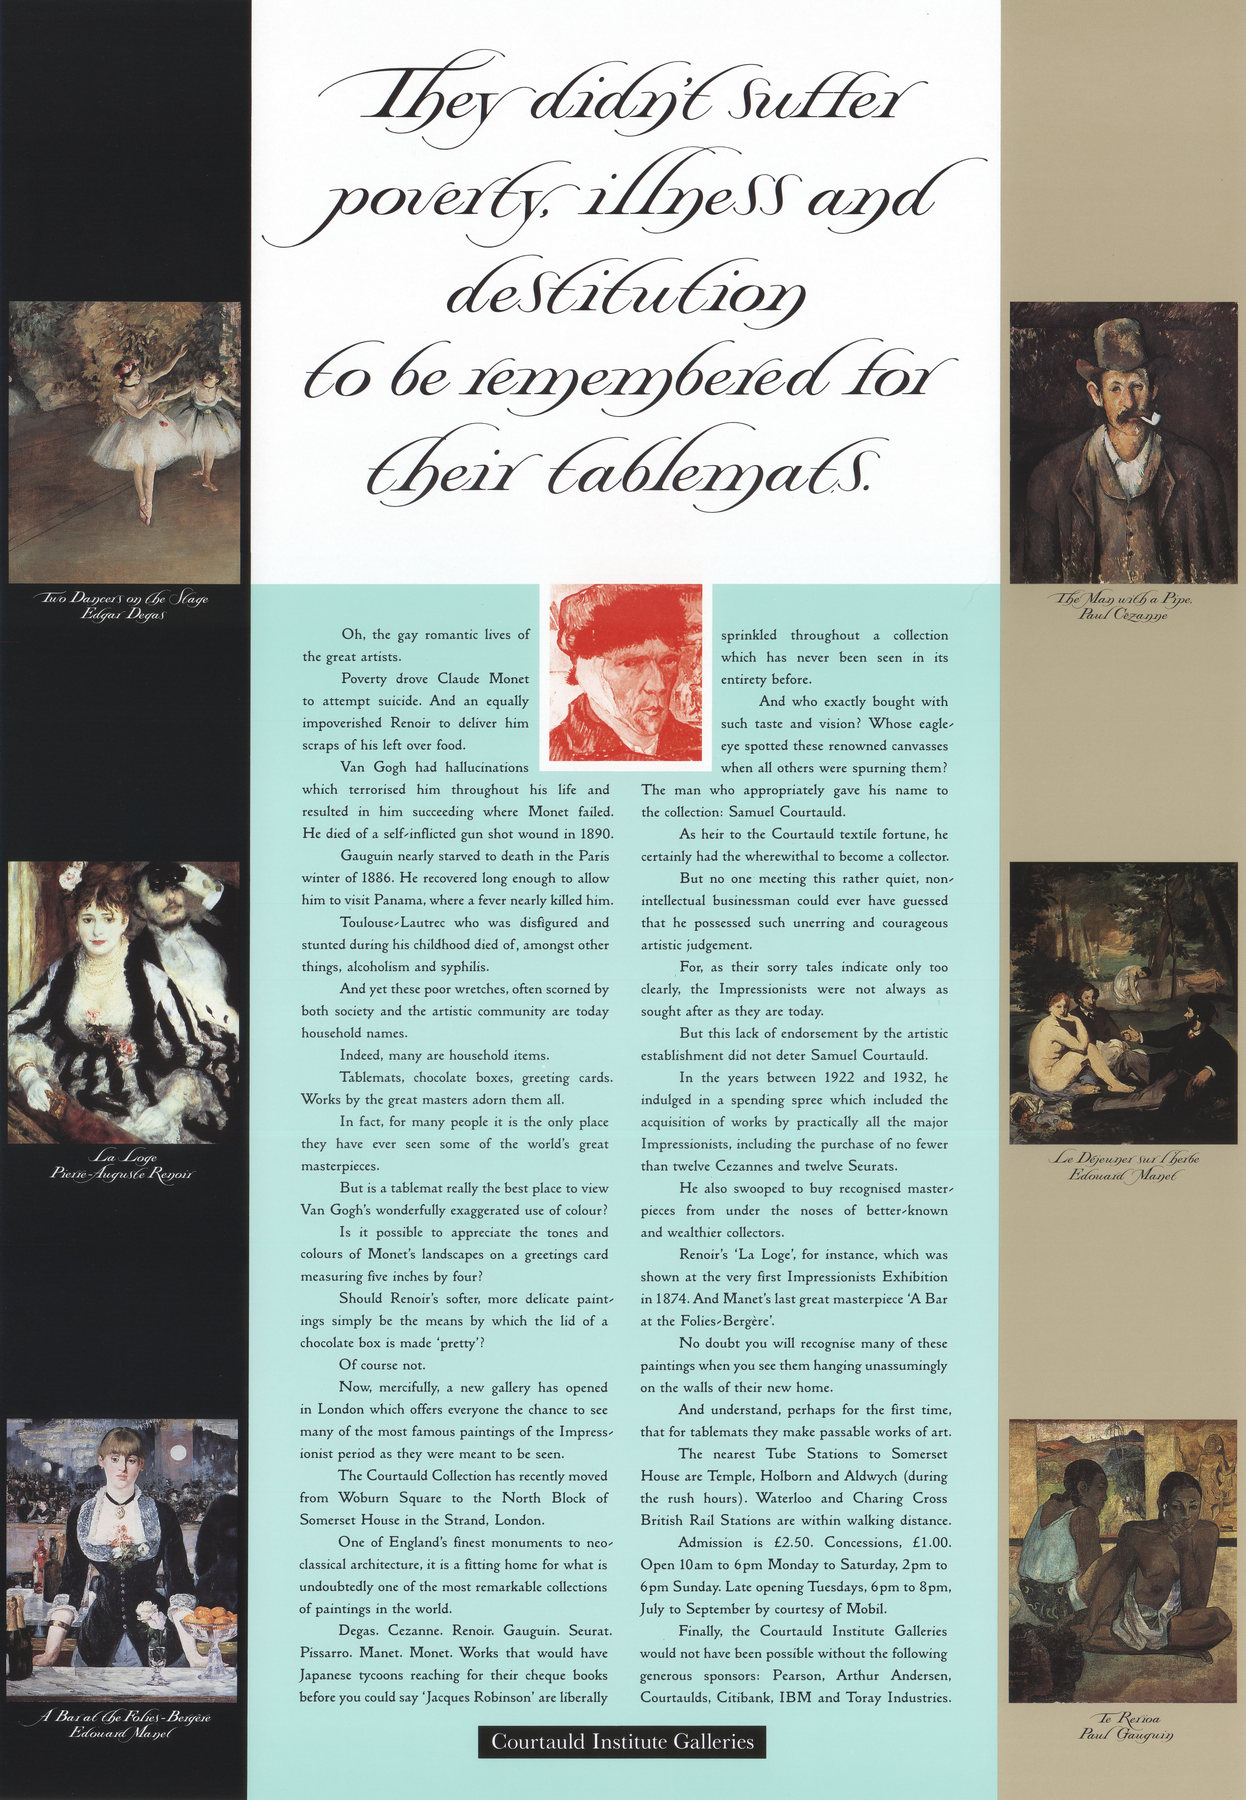 They didn't suffer
poverty, illness and
destitution
to be remembered for
their tablemats.
Two Dancers on the Stage
Edgar Degas
La Loge
Pierre-Auguste Renoir
A Bar at the Folies-Bergère
Edouard Manet
Oh, the gay romantic lives of
the great artists.
Poverty drove Claude Monet
to attempt suicide. And an equally
impoverished Renoir to deliver him
scraps of his left over food.
Van Gogh had hallucinations
which terrorised him throughout his life and
resulted in him succeeding where Monet failed.
He died of a self-inflicted gun shot wound in 1890.
Gauguin nearly starved to death in the Paris
winter of 1886. He recovered long enough to allow
him to visit Panama, where a fever nearly killed him.
Toulouse-Lautrec who was disfigured and
stunted during his childhood died of, amongst other
things, alcoholism and syphilis.
And yet these poor wretches, often scorned by
both society and the artistic community are today
household names.
Indeed, many are household items.
Tablemats, chocolate boxes, greeting cards.
Works by the great masters adorn them all.
In fact, for many people it is the only place
they have ever seen some of the world's great
masterpieces.
But is a tablemat really the best place to view
Van Gogh's wonderfully exaggerated use of colour?
Is it possible to appreciate the tones and
colours of Monet's landscapes on a greetings card
measuring five inches by four?
Should Renoir's softer, more delicate paint-
ings simply be the means by which the lid of a
chocolate box is made 'pretty'?
Of course not.
Now, mercifully, a new gallery has opened
in London which offers everyone the chance to see
many of the most famous paintings of the Impress-
ionist period as they were meant to be seen.
The Courtauld Collection has recently moved
from Woburn Square to the North Block of
Somerset House in the Strand, London.
One of England's finest monuments to neo-
classical architecture, it is a fitting home for what is
undoubtedly one of the most remarkable collections
of paintings in the world.
Degas. Cezanne. Renoir. Gauguin. Seurat.
Pissarro. Manet. Monet. Works that would have
Japanese tycoons reaching for their cheque books
before you could say 'Jacques Robinson' are liberally
sprinkled throughout a collection
which has never been seen in its
entirety before.
And who exactly bought with
such taste and vision? Whose eagle-
eye spotted these renowned canvasses
when all others were spurning them?
The man who appropriately gave his name to
the collection: Samuel Courtauld.
As heir to the Courtauld textile fortune, he
certainly had the wherewithal to become a collector.
But no one meeting this rather quiet, non-
intellectual businessman could ever have guessed
that he possessed such unerring and courageous
artistic judgement.
For, as their sorry tales indicate only too
clearly, the Impressionists were not always as
sought after as they are today.
But this lack of endorsement by the artistic
establishment did not deter Samuel Courtauld.
In the years between 1922 and 1932, he
indulged in a spending spree which included the
acquisition of works by practically all the major
Impressionists, including the purchase of no fewer
than twelve Cezannes and twelve Seurats.
He also swooped to buy recognised master-
pieces from under the noses of better-known
and wealthier collectors.
Renoir's 'La Loge', for instance, which was
shown at the very first Impressionists Exhibition
in 1874. And Manet's last great masterpiece 'A Bar
at the Folies-Bergère'.
No doubt you will recognise many of these
paintings when you see them hanging unassumingly
on the walls of their new home.
And understand, perhaps for the first time,
that for tablemats they make passable works of art.
The nearest Tube Stations to Somerset
House are Temple, Holborn and Aldwych (during
the rush hours). Waterloo and Charing Cross
British Rail Stations are within walking distance.
Admission is £2.50. Concessions, £1.00.
Open 10am to 6pm Monday to Saturday, 2pm to
6pm Sunday. Late opening Tuesdays, 6pm to 8pm,
July to September by courtesy of Mobil.
Finally, the Courtauld Institute Galleries
would not have been possible without the following
generous sponsors: Pearson, Arthur Andersen,
Courtaulds, Citibank, IBM and Toray Industries.
Courtauld Institute Galleries
The Man with a Pipe.
Paul Cézanne
Le Déjeuner sur l'herbe
Edouard Manet
Te Rerioa
Paul Gauguin